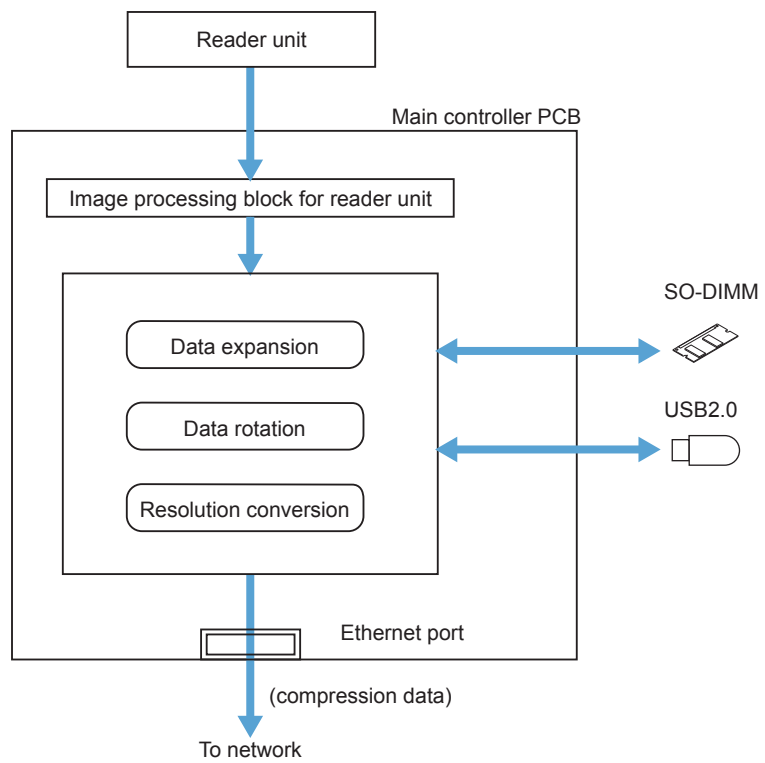 Reader unit
Main controller PCB
Image processing block for reader unit
SO-DIMM
Data expansion
USB2.0
Data rotation
Resolution conversion
Ethernet port
(compression data)
To network